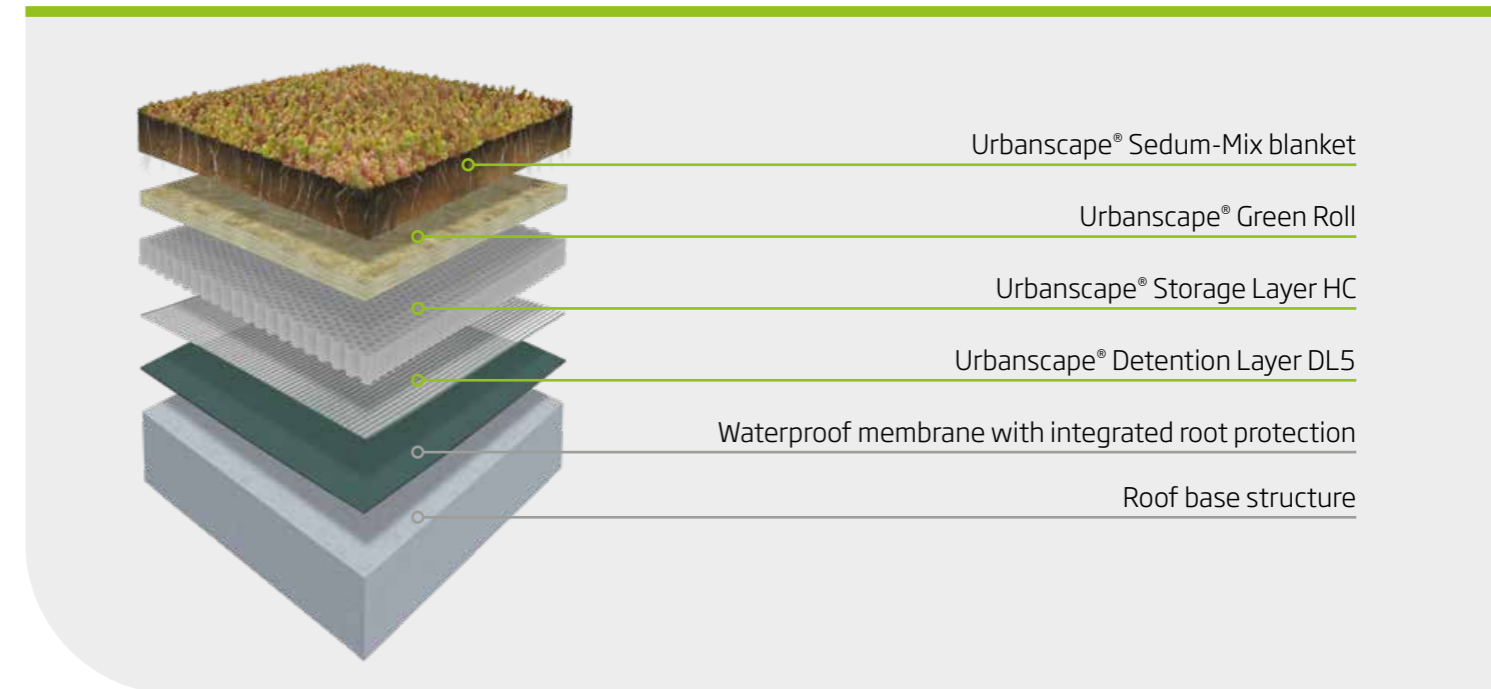 Urbanscape® Sedum-Mix blanket
Urbanscape® Green Roll
Urbanscape® Storage Layer HC
Urbanscape® Detention Layer DL5
Waterproof membrane with integrated root protection
Roof base structure